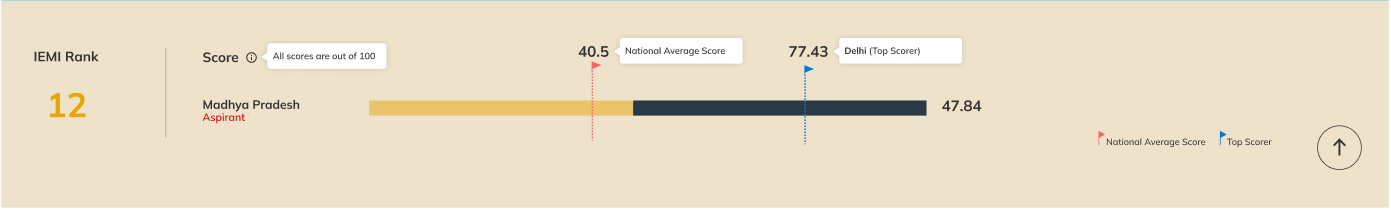 IEMI Rank
12
Score
All scores are out of 100
40.5
National Average Score
77.43
Delhi (Top Scorer)
Madhya Pradesh
Aspirant
47.84
National Average Score
Top Scorer